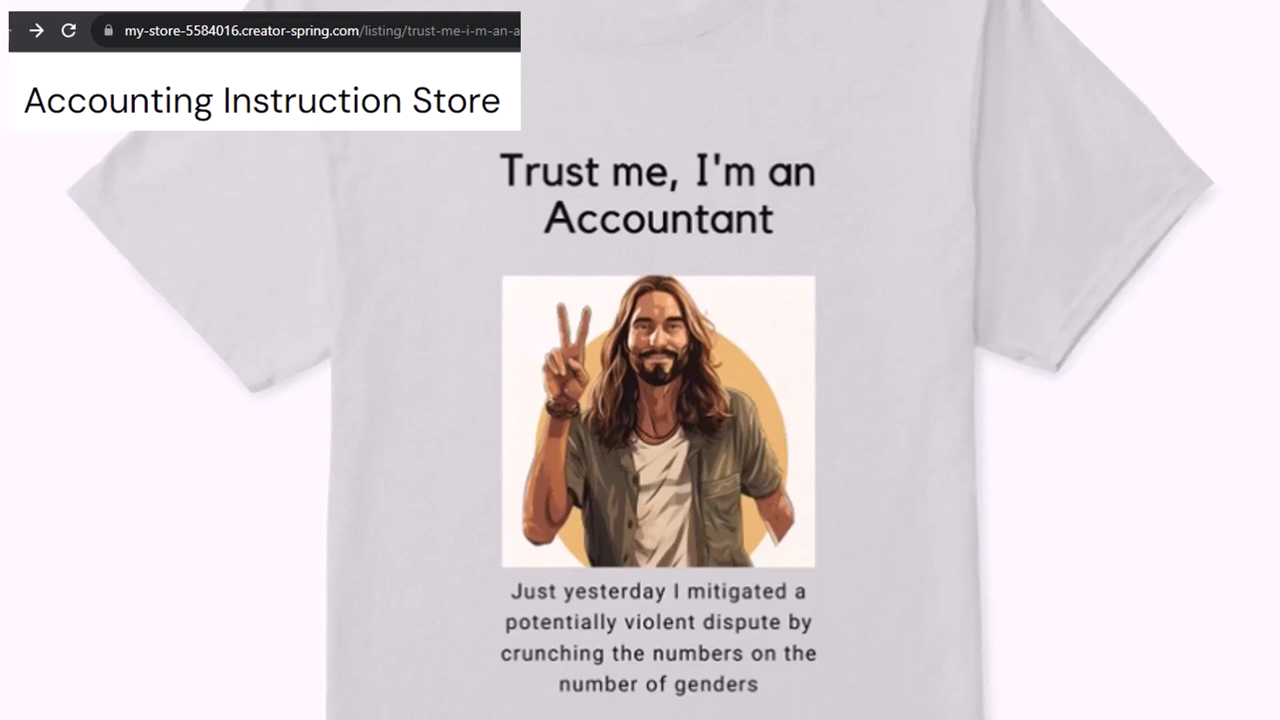 my-store-5584016.creator-spring.com/listing/trust-me-i-m-an-a
Accounting Instruction Store
Trust me, I'm an
Accountant
Just yesterday I mitigated a
potentially violent dispute by
crunching the numbers on the
number of genders